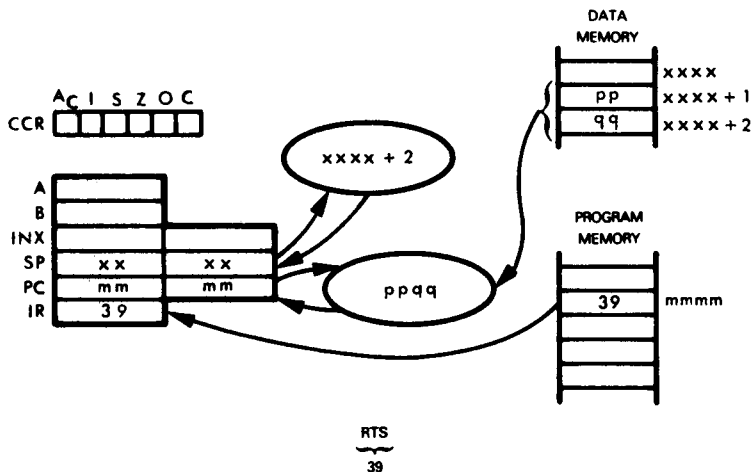 DATA
MEMORY
xxxx
pp xxxx + 1
qq xxxx + 2
AC I S Z O C
CCR
xxxx + 2
A
B
INX
SP xx xx
PC mm mm
IR 39
ppqq
PROGRAM
MEMORY
39 mmmm
RTS
39